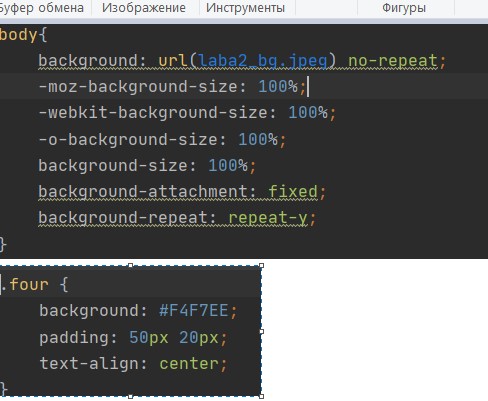 Буфер обмена Изображение Инструменты Фигуры
body{
background: url(laba2_bg.jpeg) no-repeat;
-moz-background-size: 100%;
-webkit-background-size: 100%;
-o-background-size: 100%;
background-size: 100%;
background-attachment: fixed;
background-repeat: repeat-y;
}
.four {
background: #F4F7EE;
padding: 50px 20px;
text-align: center;
}